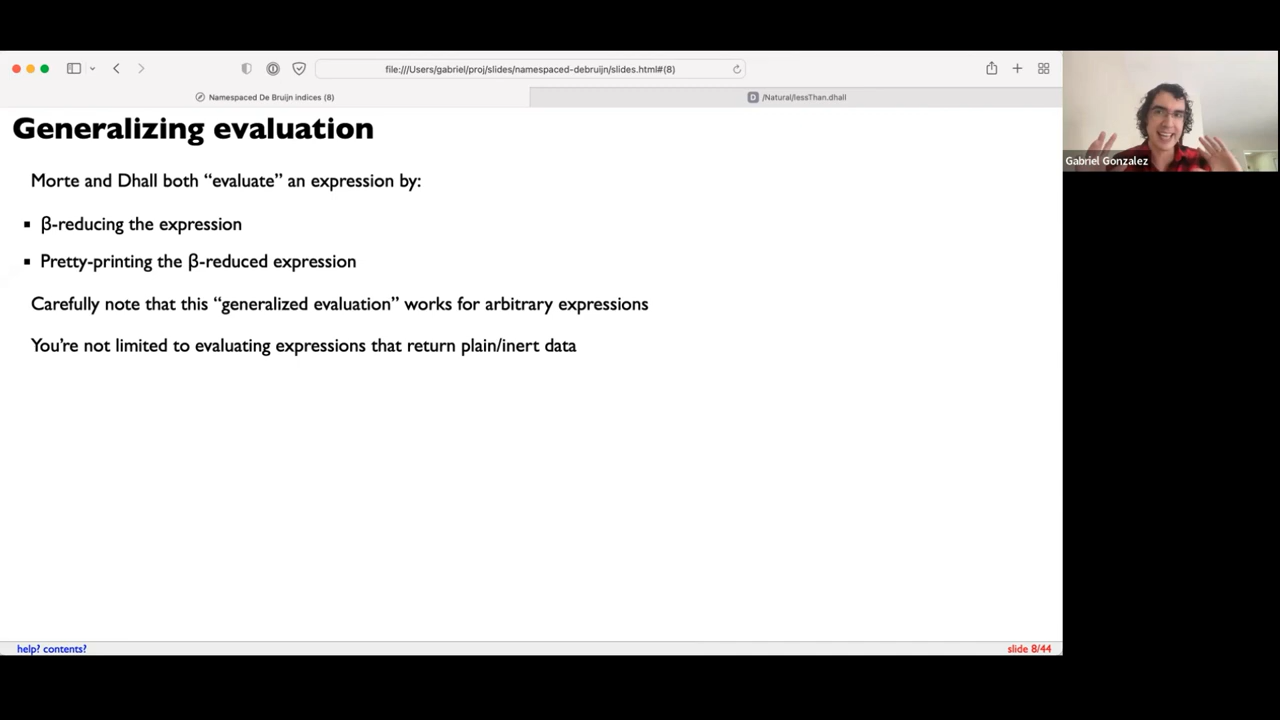 file:///Users/gabriel/proj/slides/namespaced-debruijn/slides.html#(8)
Namespaced De Bruijn indices (8)
D /Natural/lessThan.dhall
Gabriel Gonzalez
Generalizing evaluation
Morte and Dhall both “evaluate” an expression by:
▪ β-reducing the expression
▪ Pretty-printing the β-reduced expression
Carefully note that this “generalized evaluation” works for arbitrary expressions
You’re not limited to evaluating expressions that return plain/inert data
help? contents?
slide 8/44